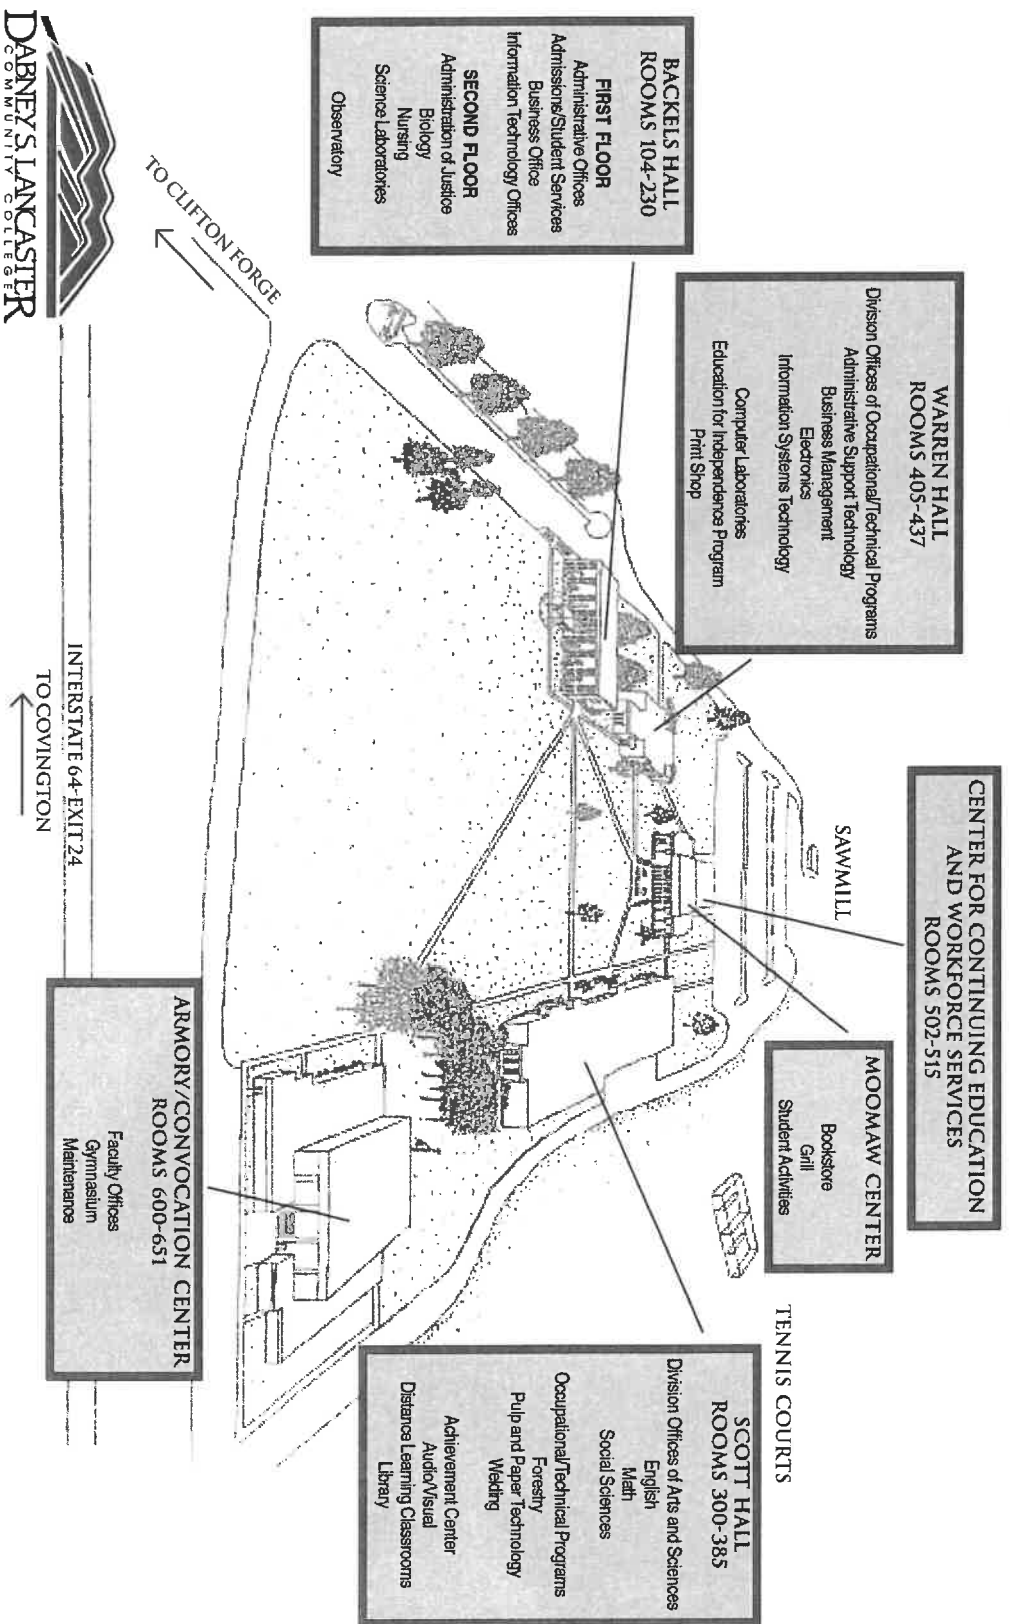 BACKELS HALL
ROOMS 104-230
FIRST FLOOR
Administrative Offices
Admissions/Student Services
Business Office
Information Technology Offices
SECOND FLOOR
Administration of Justice
Biology
Nursing
Science Laboratories
Observatory
WARREN HALL
ROOMS 405-437
Division Offices of Occupational/Technical Programs
Administrative Support Technology
Business Management
Electronics
Information Systems Technology
Computer Laboratories
Education for Independence Program
Print Shop
CENTER FOR CONTINUING EDUCATION
AND WORKFORCE SERVICES
ROOMS 502-515
SAWMILL
MOOMAW CENTER
Bookstore
Grill
Student Activities
TENNIS COURTS
SCOTT HALL
ROOMS 300-385
Division Offices of Arts and Sciences
English
Math
Social Sciences
Occupational/Technical Programs
Forestry
Pulp and Paper Technology
Welding
Achievement Center
Audio/Visual
Distance Learning Classrooms
Library
ARMORY/CONVOCATION CENTER
ROOMS 600-651
Faculty Offices
Gymnasium
Maintenance
TO CLIFTON FORGE
INTERSTATE 64-EXIT 24
TO COVINGTON
DABNEY S. LANCASTER
COMMUNITY COLLEGE